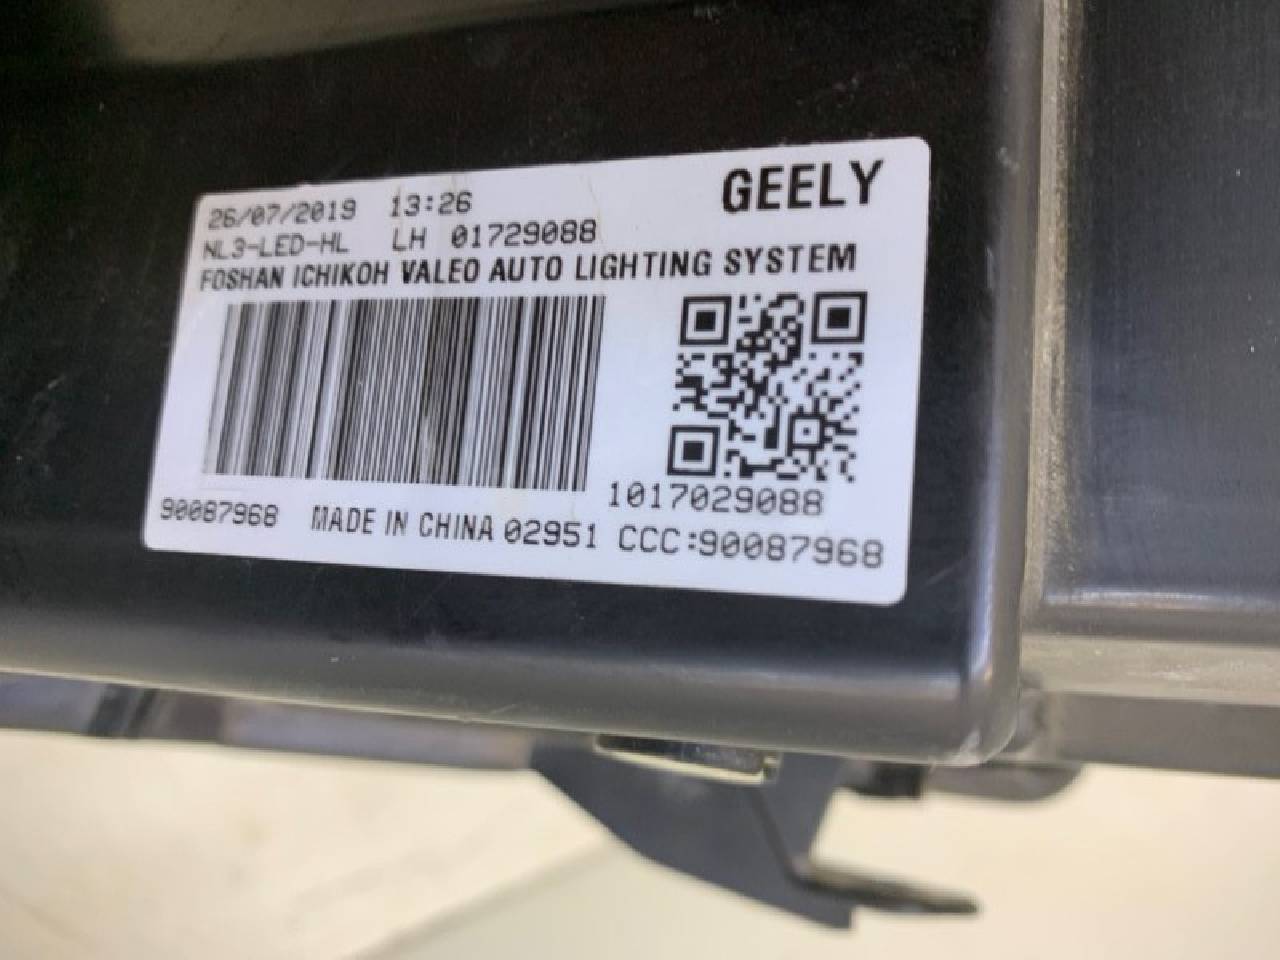 GEELY
26/07/2019 13:26
NL3-LED-HL LH 01729088
FOSHAN ICHIKOH VALEO AUTO LIGHTING SYSTEM
1017029088
90087968 MADE IN CHINA 02951 CCC:90087968